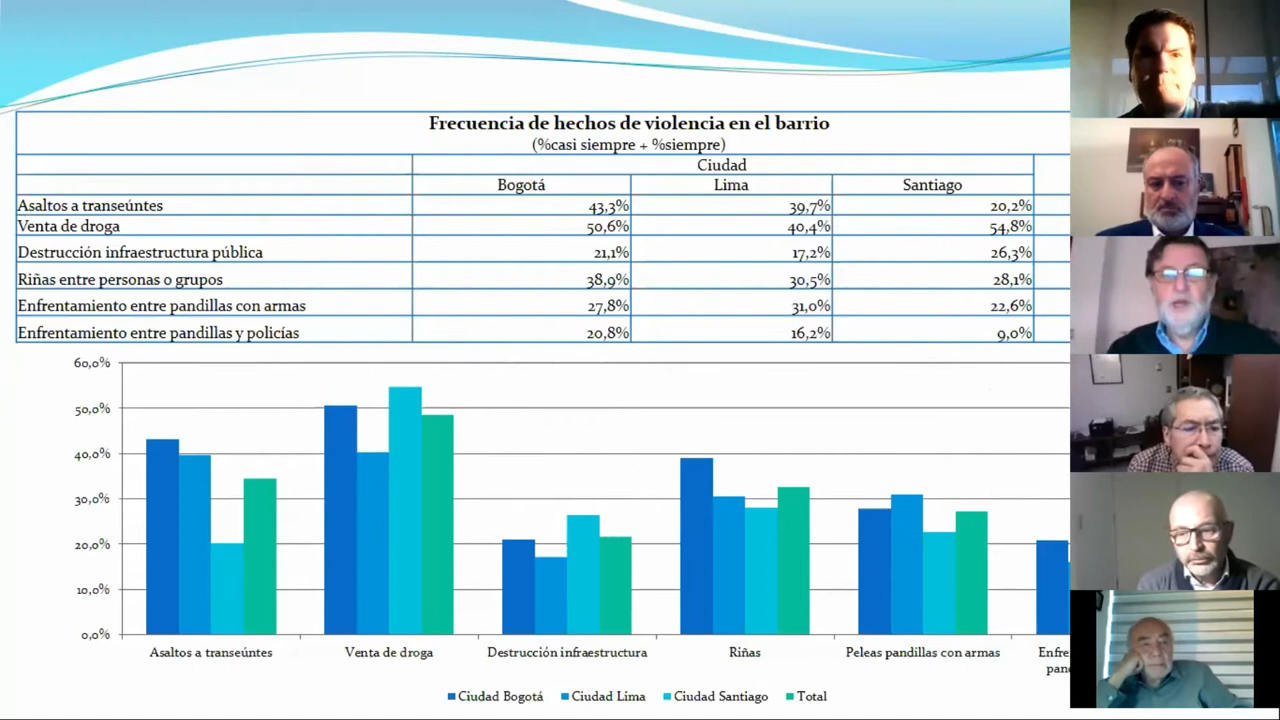 Frecuencia de hechos de violencia en el barrio
(%casi siempre + %siempre)
Ciudad
Bogotá Lima Santiago
Asaltos a transeúntes 43,3% 39,7% 20,2%
Venta de droga 50,6% 40,4% 54,8%
Destrucción infraestructura pública 21,1% 17,2% 26,3%
Riñas entre personas o grupos 38,9% 30,5% 28,1%
Enfrentamiento entre pandillas con armas 27,8% 31,0% 22,6%
Enfrentamiento entre pandillas y policías 20,8% 16,2% 9,0%
60,0%
50,0%
40,0%
30,0%
20,0%
10,0%
0,0%
Asaltos a transeúntes Venta de droga Destrucción infraestructura Riñas Peleas pandillas con armas
Ciudad Bogotá Ciudad Lima Ciudad Santiago Total